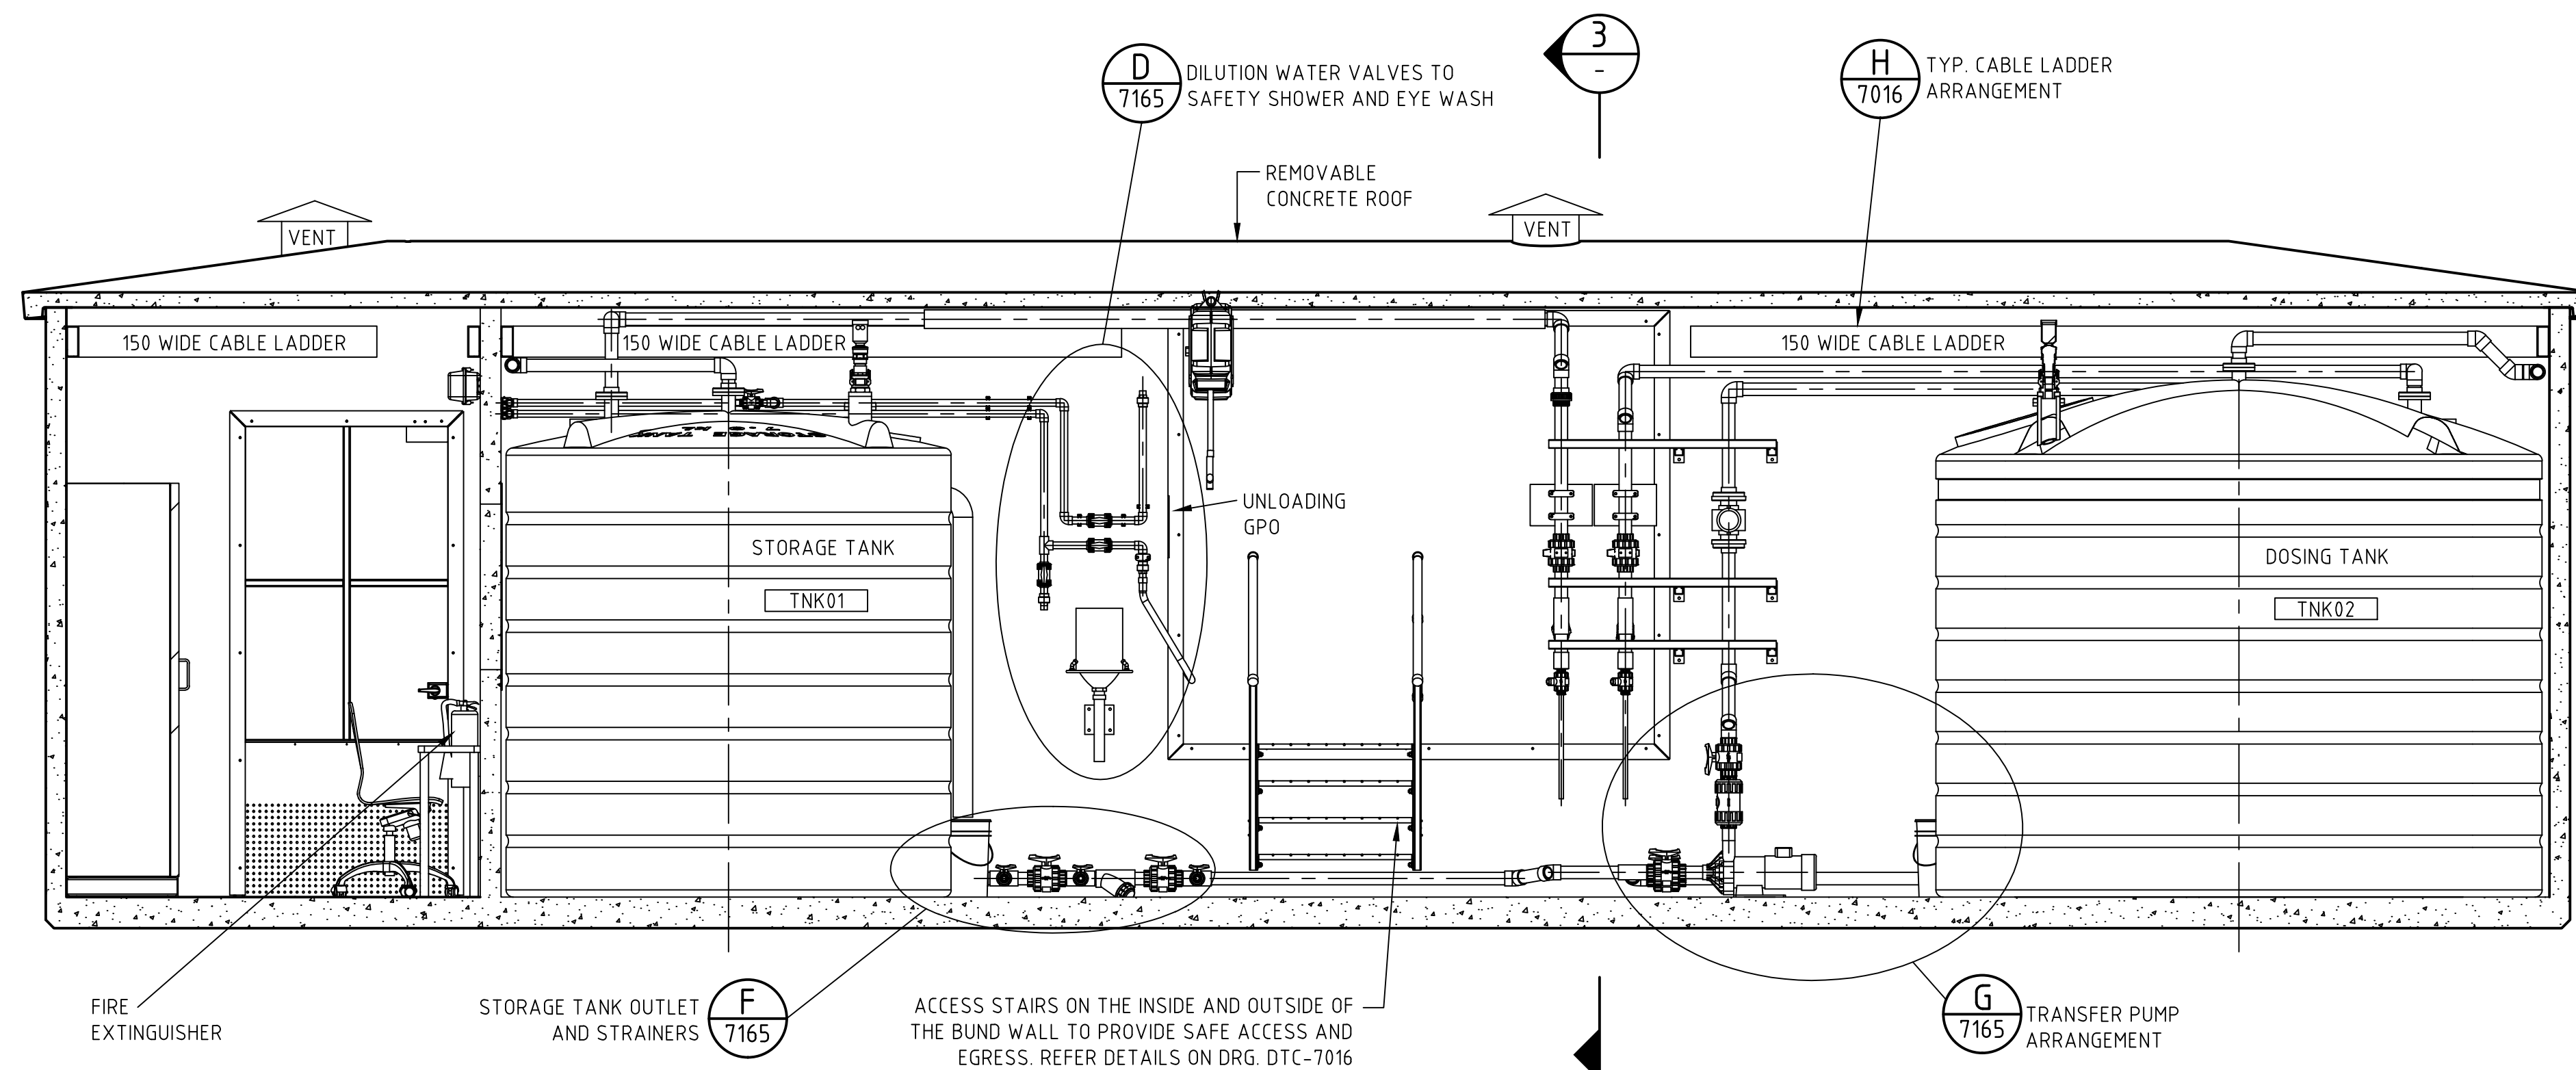 3
-
D
7165
DILUTION WATER VALVES TO
SAFETY SHOWER AND EYE WASH
H
7016
TYP. CABLE LADDER
ARRANGEMENT
REMOVABLE
CONCRETE ROOF
VENT
VENT
150 WIDE CABLE LADDER
150 WIDE CABLE LADDER
150 WIDE CABLE LADDER
UNLOADING
GPO
STORAGE TANK
TNK01
DOSING TANK
TNK02
FIRE
EXTINGUISHER
STORAGE TANK OUTLET
AND STRAINERS
F
7165
ACCESS STAIRS ON THE INSIDE AND OUTSIDE OF
THE BUND WALL TO PROVIDE SAFE ACCESS AND
EGRESS. REFER DETAILS ON DRG. DTC-7016
G
7165
TRANSFER PUMP
ARRANGEMENT